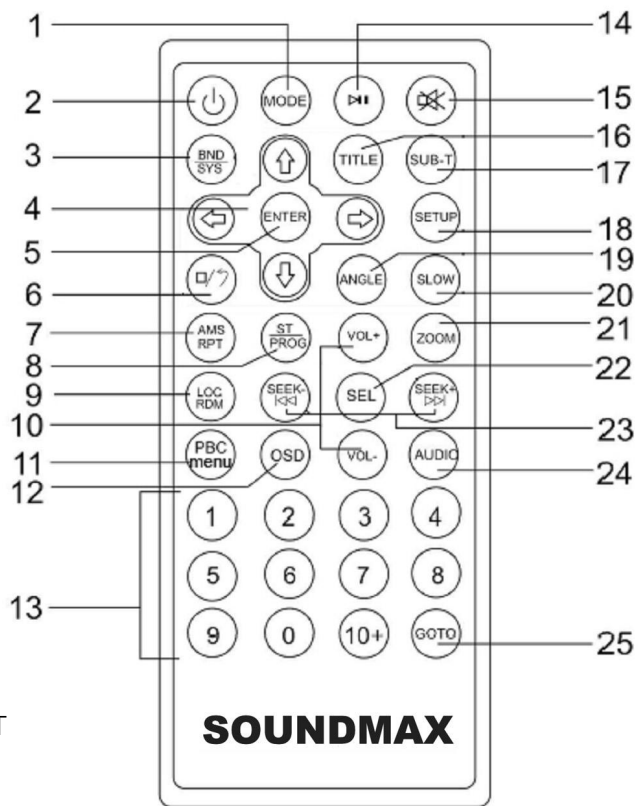 1
14
2
MODE
15
16
3
BND
SYS
TITLE
SUB-T
17
4
ENTER
SETUP
5
18
19
6
ANGLE
SLOW
20
7
AMS
RPT
ST
PROG
VOL+
ZOOM
21
8
22
9
LOC
RDM
SEEK-
SEL
SEEK+
10
23
11
PBC
menu
OSD
VOL-
AUDIO
12
24
1 2 3 4
5 6 7 8
13
9 0 10+ GOTO
25
T
SOUNDMAX